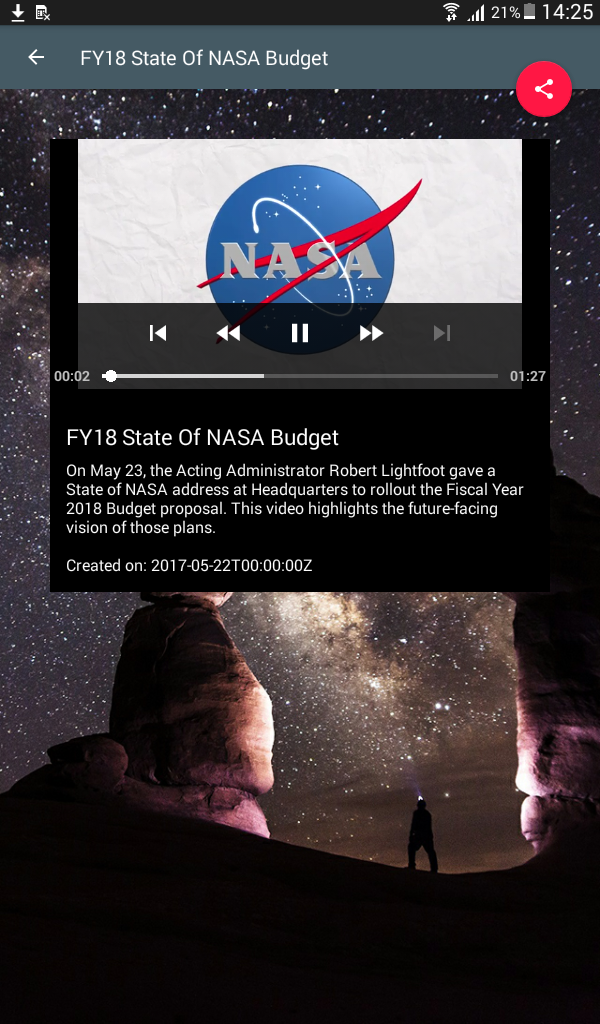 21% 14:25
FY18 State Of NASA Budget
NASA
00:02 01:27
FY18 State Of NASA Budget
On May 23, the Acting Administrator Robert Lightfoot gave a
State of NASA address at Headquarters to rollout the Fiscal Year
2018 Budget proposal. This video highlights the future-facing
vision of those plans.
Created on: 2017-05-22T00:00:00Z